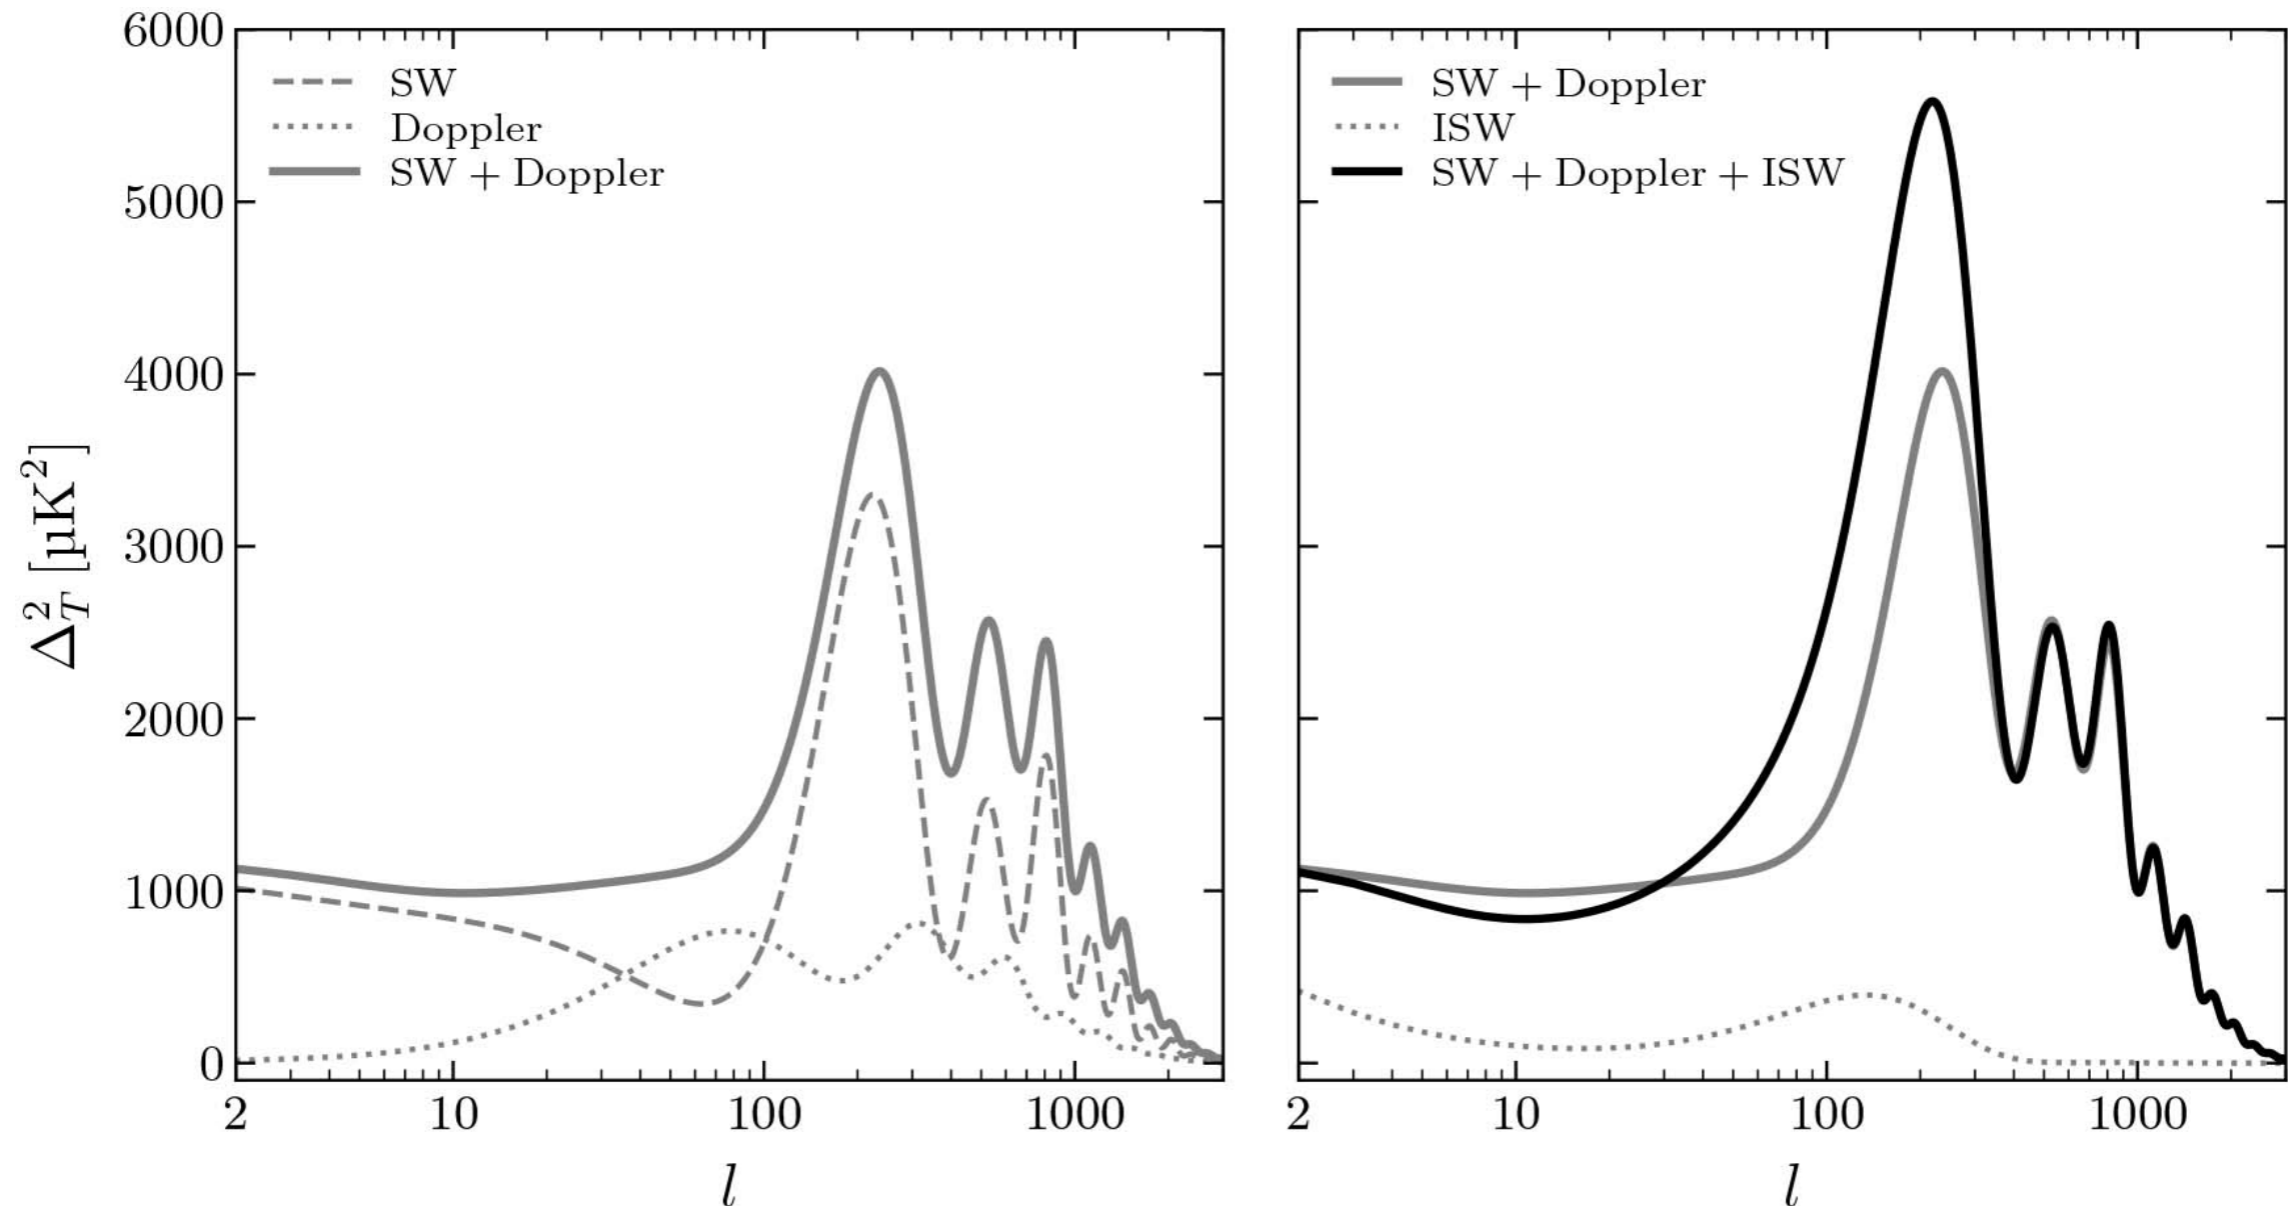 6000
5000
4000
3000
2000
1000
0
Δ²_T [µK²]
SW
Doppler
SW + Doppler
2 10 100 1000
l
SW + Doppler
ISW
SW + Doppler + ISW
2 10 100 1000
l